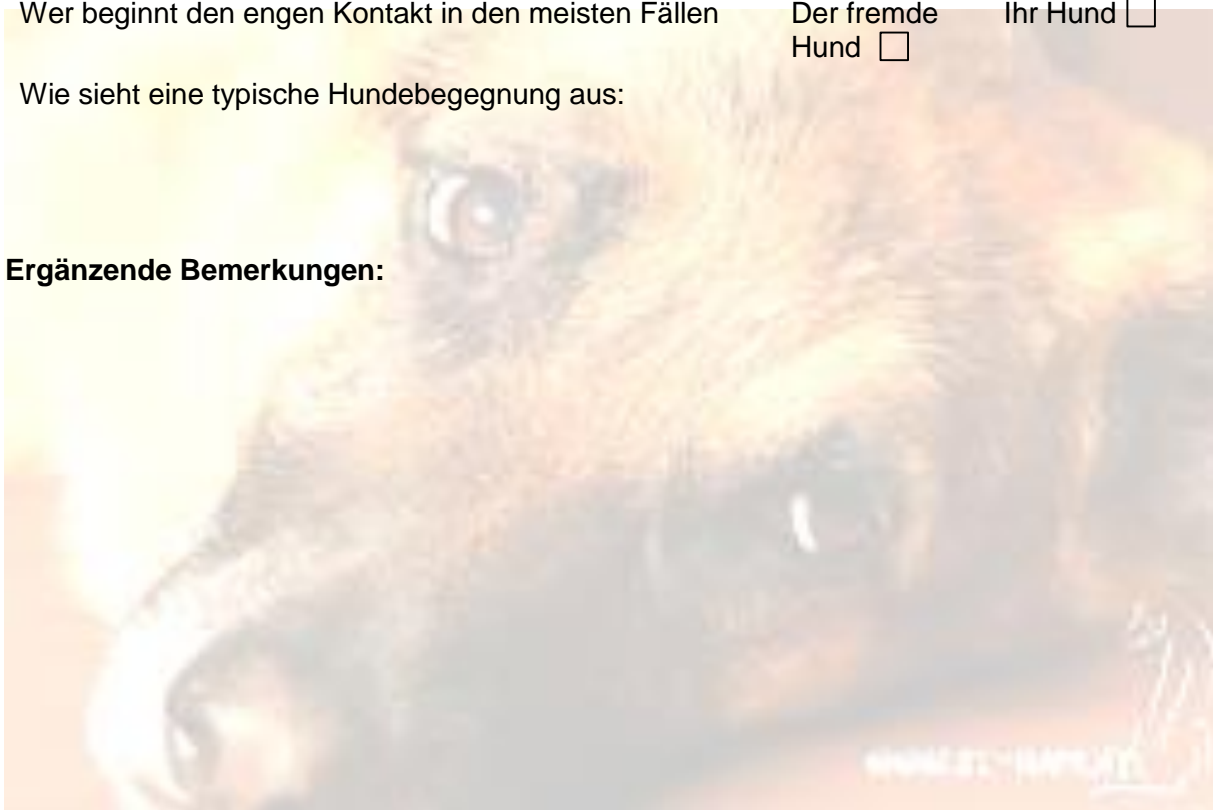 Wer beginnt den engen Kontakt in den meisten Fällen Der fremde Hund ☐ Ihr Hund ☐
Wie sieht eine typische Hundebegegnung aus:
Ergänzende Bemerkungen: